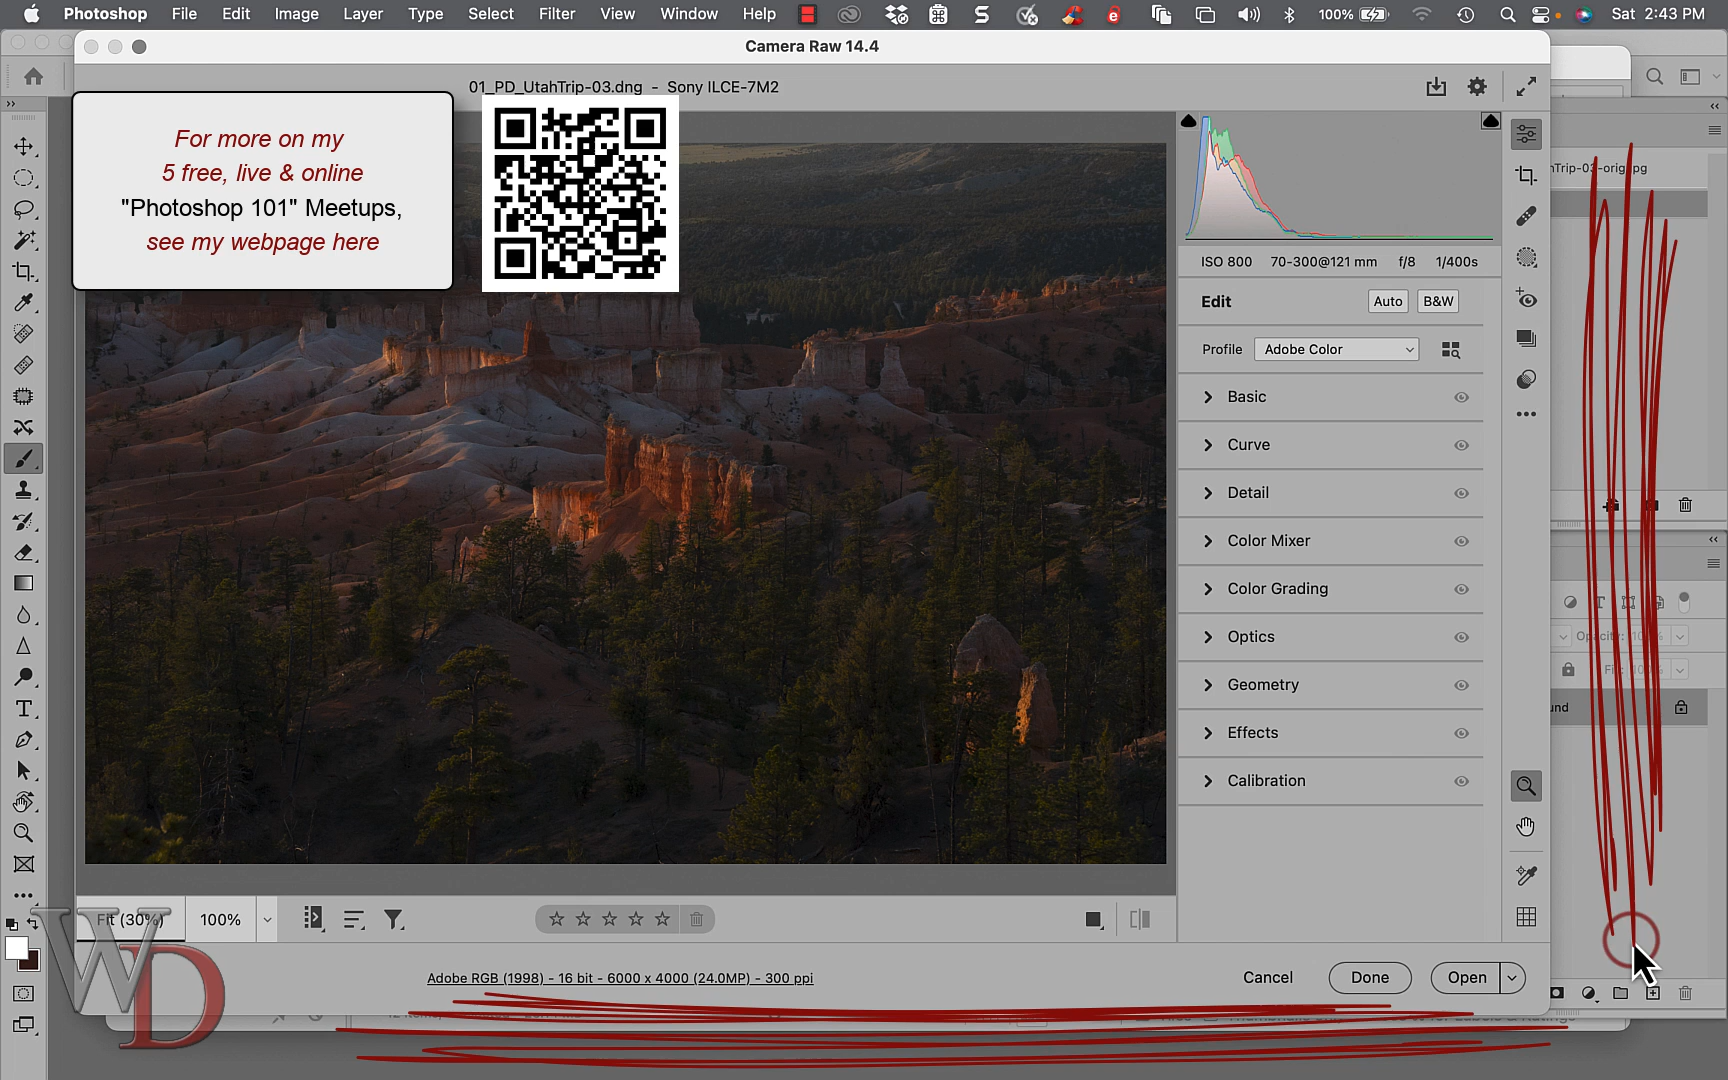 Photoshop File Edit Image Layer Type Select Filter View Window Help 100% Sat 2:43 PM
Camera Raw 14.4
01_PD_UtahTrip-03.dng - Sony ILCE-7M2
For more on my
5 free, live & online
"Photoshop 101" Meetups,
see my webpage here
ISO 800 70-300@121 mm f/8 1/400s
Edit Auto B&W
Profile Adobe Color
Basic
Curve
Detail
Color Mixer
Color Grading
Optics
Geometry
Effects
Calibration
Opacity:
Fit (30%) 100%
WD
Adobe RGB (1998) - 16 bit - 6000 x 4000 (24.0MP) - 300 ppi
Cancel Done Open